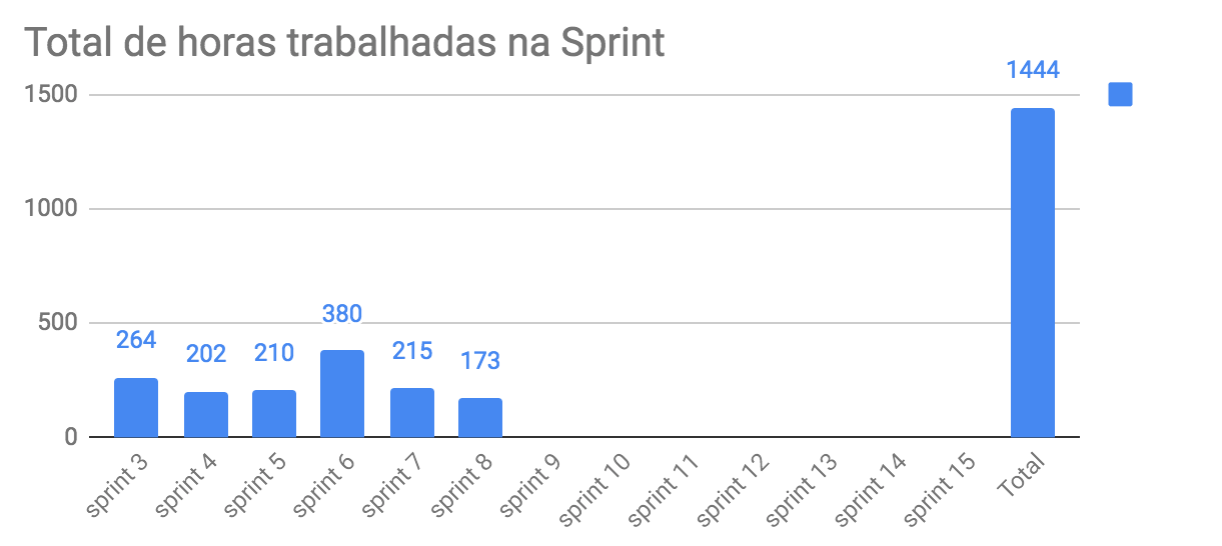 Total de horas trabalhadas na Sprint
1500
1000
500
0
264
202
210
380
215
173
1444
sprint 3
sprint 4
sprint 5
sprint 6
sprint 7
sprint 8
sprint 9
sprint 10
sprint 11
sprint 12
sprint 13
sprint 14
sprint 15
Total